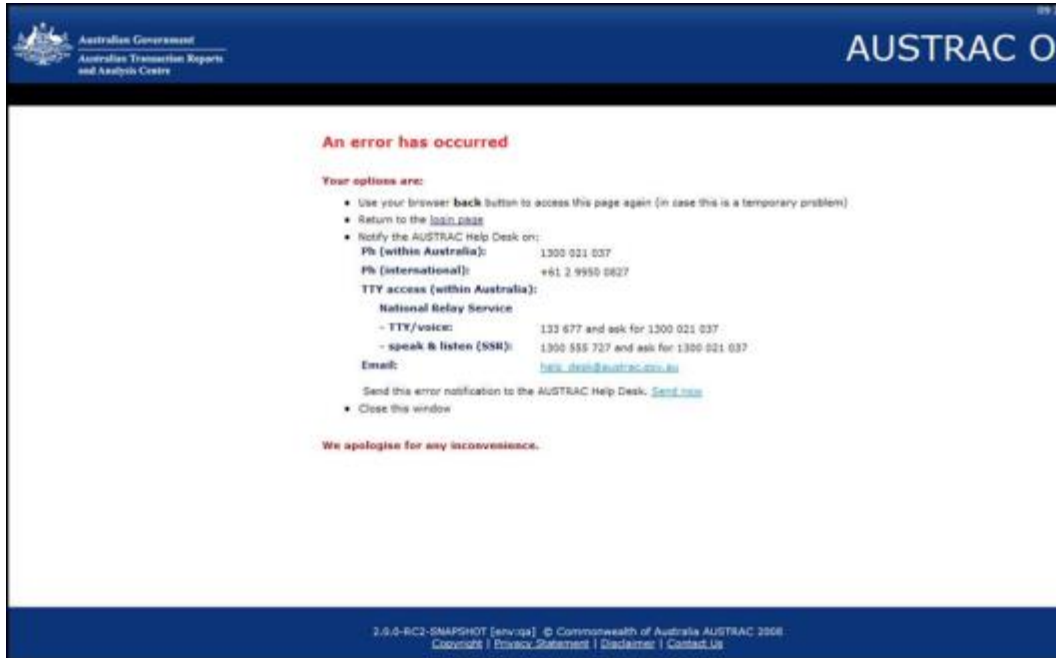 Australian Government
Australian Transaction Reports
and Analysis Centre
AUSTRAC O
An error has occurred
Your options are:
Use your browser back button to access this page again (in case this is a temporary problem)
Return to the login page
Notify the AUSTRAC Help Desk on:
Ph (within Australia): 1300 021 037
Ph (international): +61 2 9950 0827
TTY access (within Australia):
National Relay Service
- TTY/voice: 133 677 and ask for 1300 021 037
- speak & listen (SSR): 1300 555 727 and ask for 1300 021 037
Email: help_desk@austrac.gov.au
Send this error notification to the AUSTRAC Help Desk. Send now
Close this window
We apologise for any inconvenience.
2.0.0-RC2-SNAPSHOT [env:qa] © Commonwealth of Australia AUSTRAC 2008
Copyright | Privacy Statement | Disclaimer | Contact Us